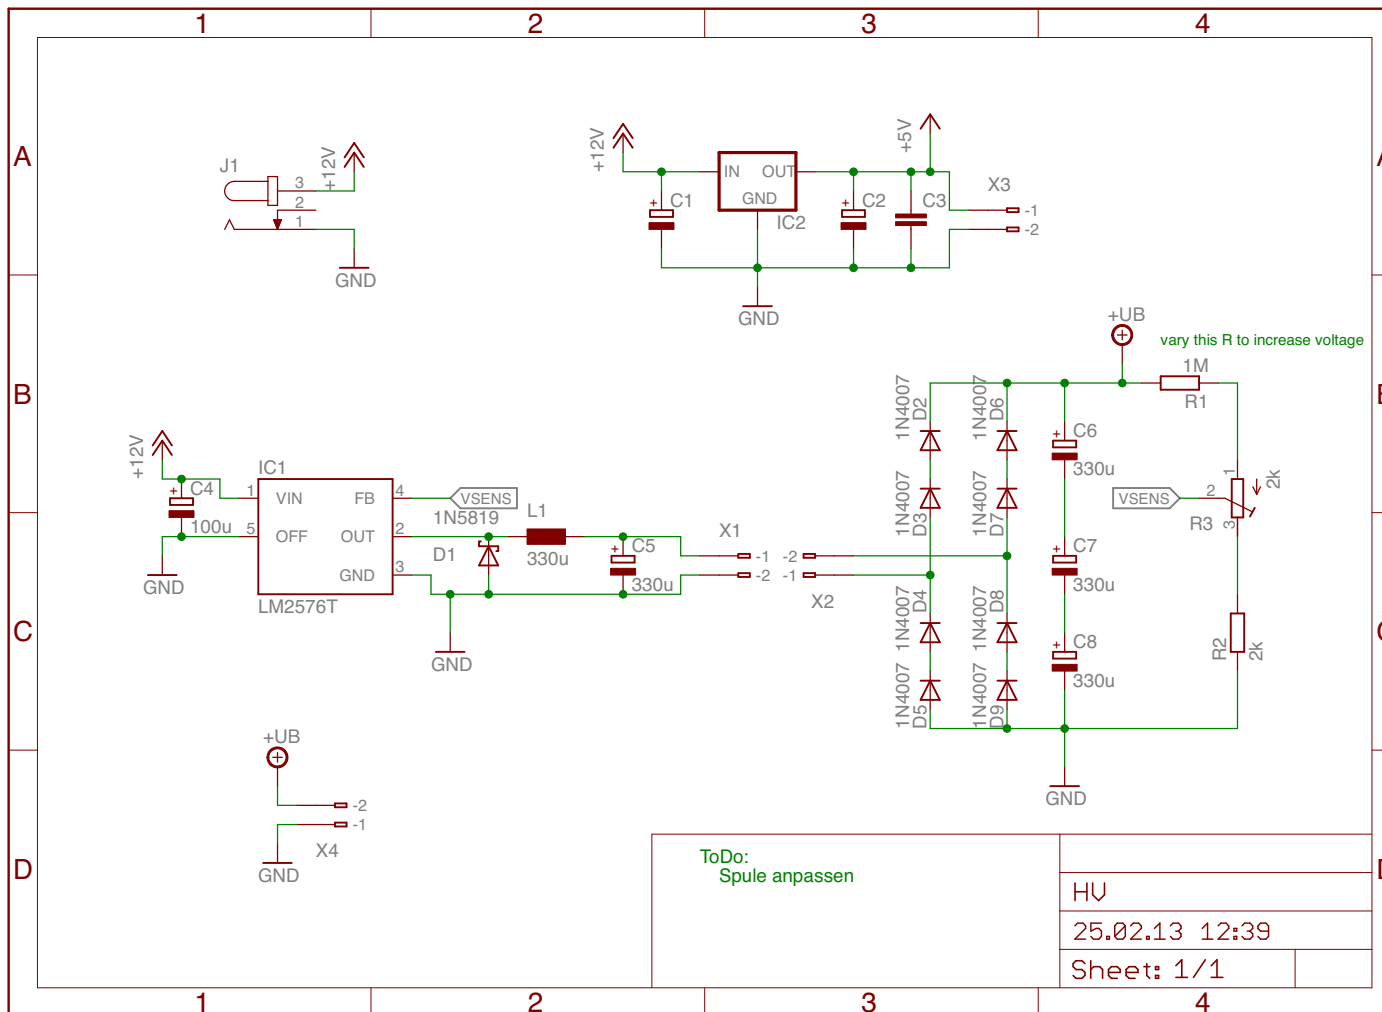 1 2 3 4
A
J1
+12V
3
2
1
GND
+12V
C1
+
IN OUT
GND
IC2
C2
+
C3
+5V
X3
-1
-2
GND
B
+UB
vary this R to increase voltage
1M
R1
1N4007
D2
1N4007
D6
C6
+
330u
1N4007
D3
1N4007
D7
VSENS
1
2
3
2k
R3
+12V
C4
+
100u
IC1
1 VIN FB 4
5 OFF OUT 2
GND 3
LM2576T
VSENS
1N5819
D1
L1
330u
C5
+
330u
X1
-1
-2
-2
-1
X2
C7
+
330u
GND
GND
C
1N4007
D4
1N4007
D8
C8
+
330u
R2
2k
1N4007
D5
1N4007
D9
GND
+UB
-2
-1
X4
GND
D
ToDo:
Spule anpassen
HV
25.02.13 12:39
Sheet: 1/1
1 2 3 4